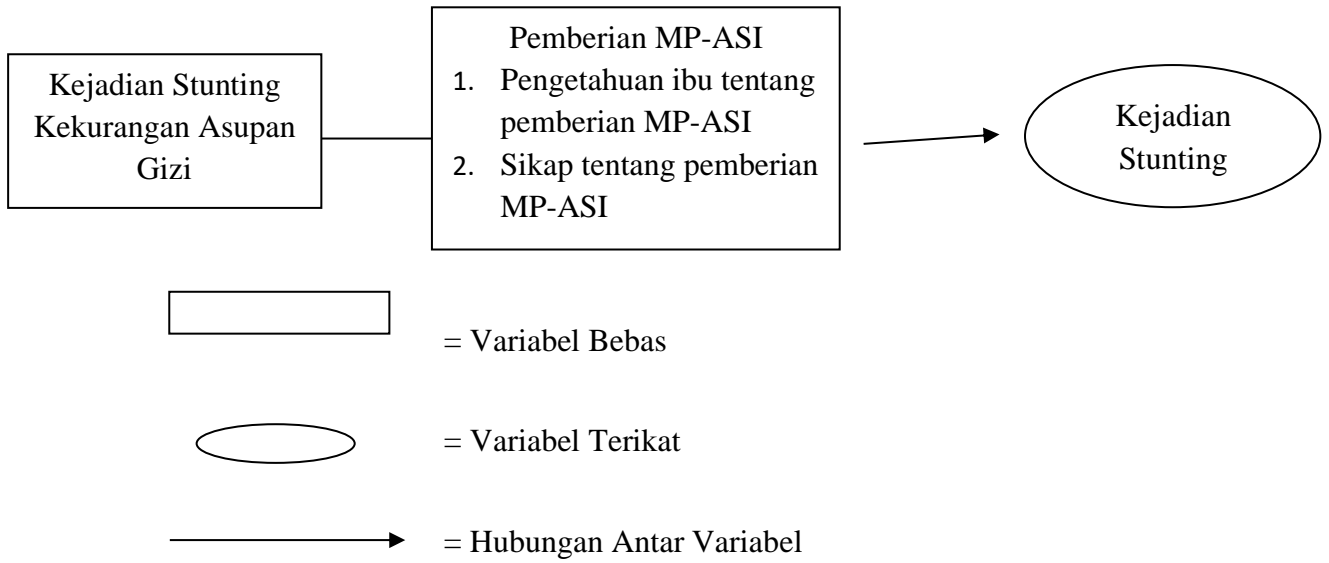 Kejadian Stunting
Kekurangan Asupan
Gizi
Pemberian MP-ASI
1. Pengetahuan ibu tentang
pemberian MP-ASI
2. Sikap tentang pemberian
MP-ASI
Kejadian
Stunting
= Variabel Bebas
= Variabel Terikat
= Hubungan Antar Variabel